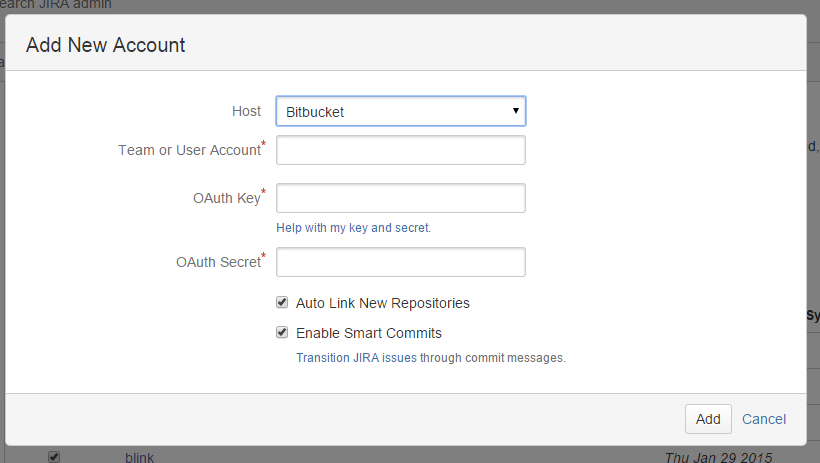 earch JIRA admin
Add New Account
Host Bitbucket
Team or User Account*
OAuth Key*
Help with my key and secret.
OAuth Secret*
Auto Link New Repositories
Enable Smart Commits
Transition JIRA issues through commit messages.
Add Cancel
a
d,
Sy
blink Thu Jan 29 2015